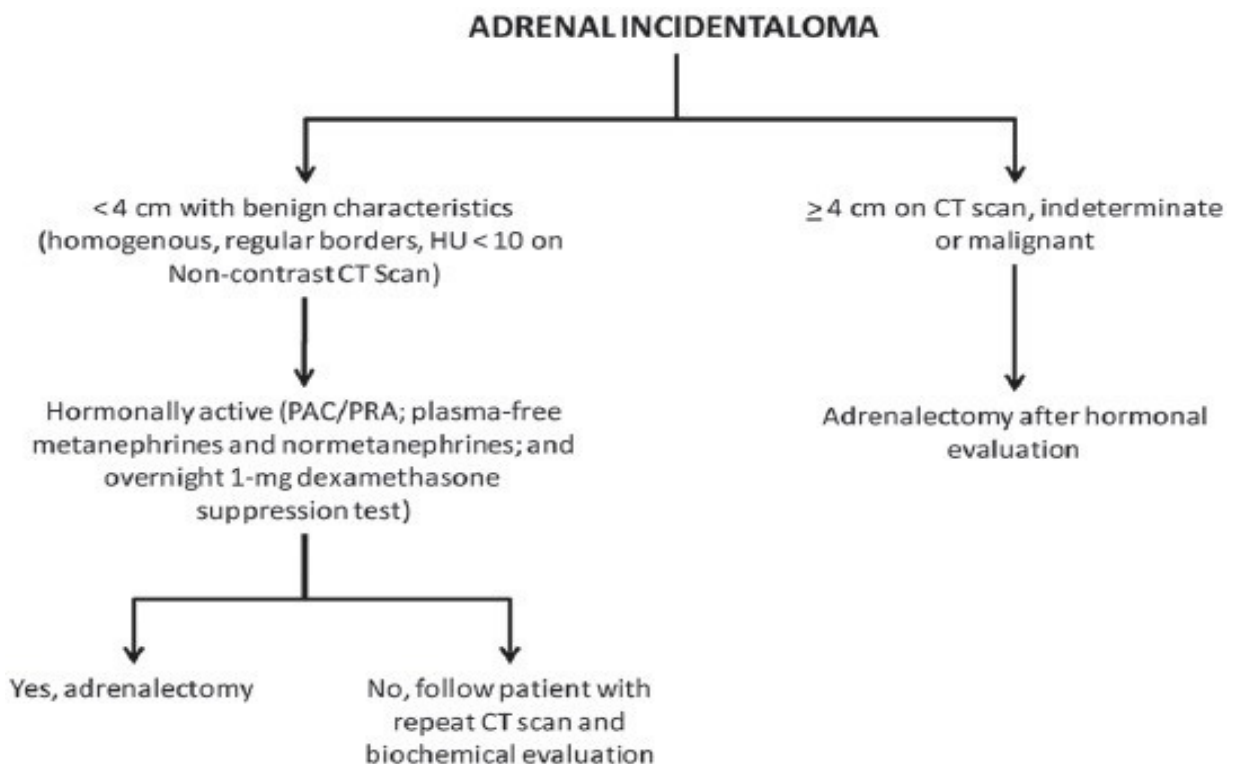 ADRENAL INCIDENTALOMA
< 4 cm with benign characteristics
(homogenous, regular borders, HU < 10 on
Non-contrast CT Scan)
≥ 4 cm on CT scan, indeterminate
or malignant
Hormonally active (PAC/PRA; plasma-free
metanephrines and normetanephrines; and
overnight 1-mg dexamethasone
suppression test)
Adrenalectomy after hormonal
evaluation
Yes, adrenalectomy
No, follow patient with
repeat CT scan and
biochemical evaluation